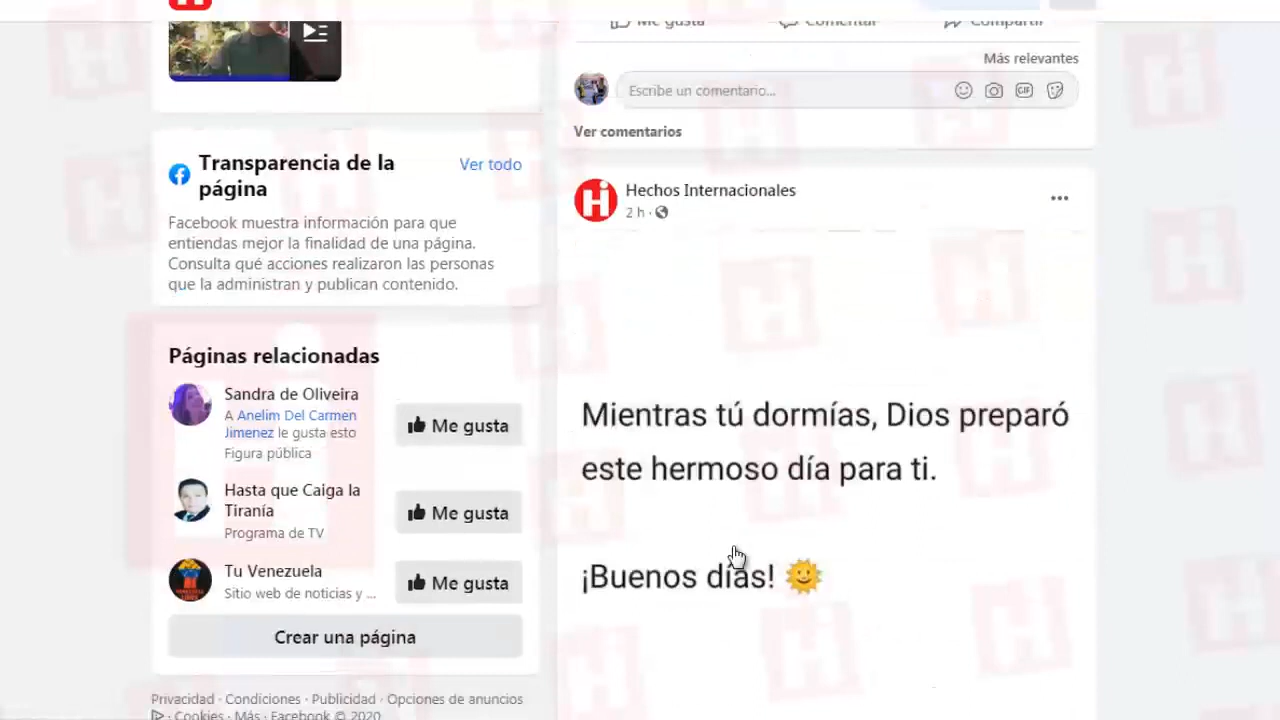 Me gusta
Comentar
Compartir
Más relevantes
Escribe un comentario...
GIF
Ver comentarios
Transparencia de la
página
Ver todo
Facebook muestra información para que
entiendas mejor la finalidad de una página.
Consulta qué acciones realizaron las personas
que la administran y publican contenido.
Páginas relacionadas
Sandra de Oliveira
A Anelim Del Carmen
Jimenez le gusta esto
Figura pública
Me gusta
Hasta que Caiga la
Tiranía
Programa de TV
Me gusta
Tu Venezuela
Sitio web de noticias y ...
Me gusta
Crear una página
Privacidad · Condiciones · Publicidad · Opciones de anuncios
· Cookies · Más · Facebook © 2020
Hi
Hechos Internacionales
2 h ·
Mientras tú dormías, Dios preparó
este hermoso día para ti.
¡Buenos días!